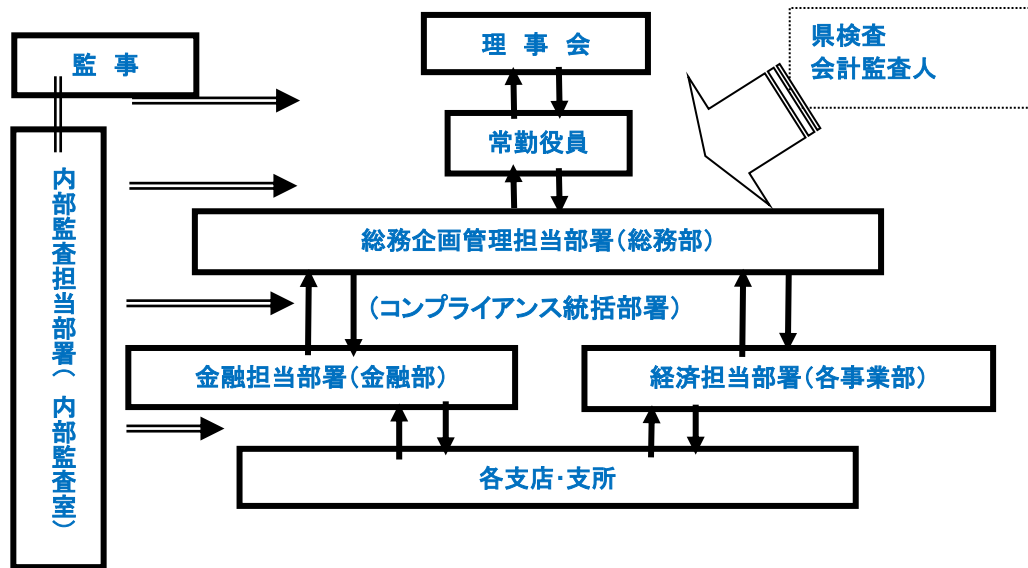 監　事
理　事　会
県検査
会計監査人
常勤役員
内部監査担当部署（内部監査室）
総務企画管理担当部署（総務部）
（コンプライアンス統括部署）
金融担当部署（金融部）
経済担当部署（各事業部）
各支店・支所